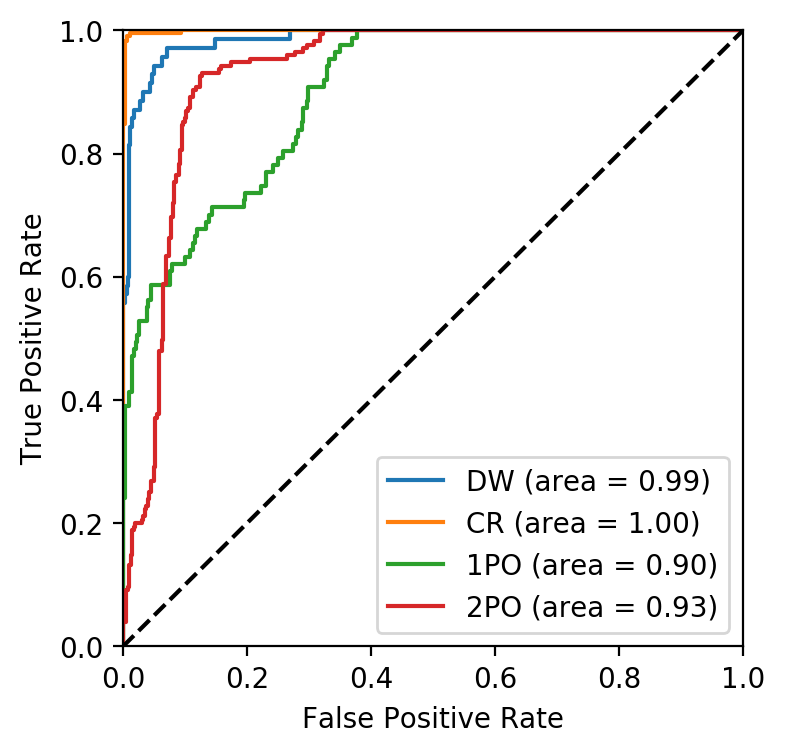 1.0
0.8
0.6
0.4
0.2
0.0
True Positive Rate
DW (area = 0.99)
CR (area = 1.00)
1PO (area = 0.90)
2PO (area = 0.93)
0.0 0.2 0.4 0.6 0.8 1.0
False Positive Rate